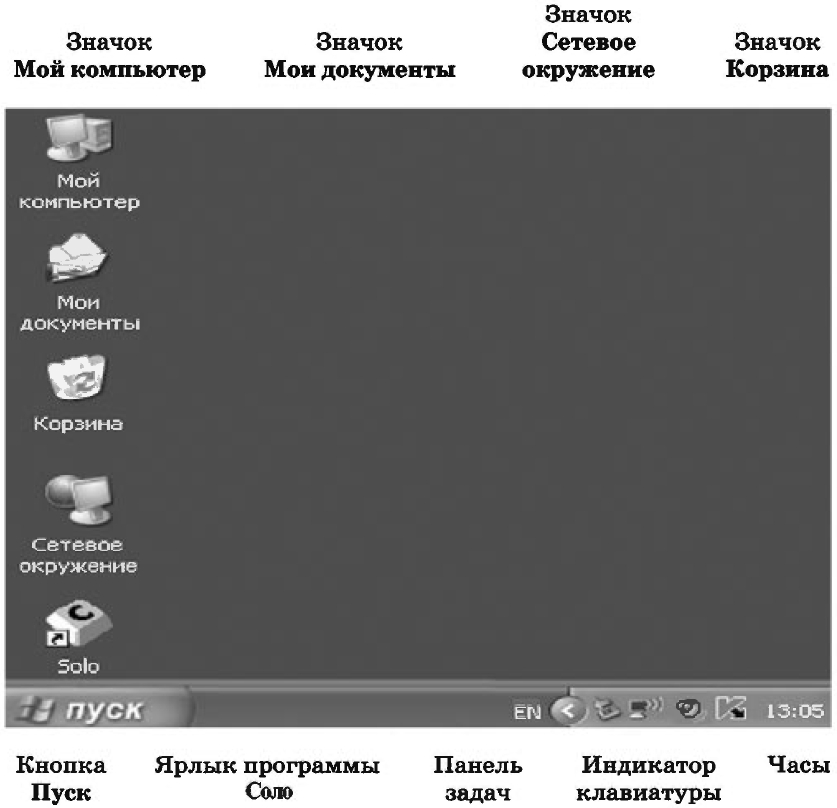 Значок
Мой компьютер
Значок
Мои документы
Значок
Сетевое
окружение
Значок
Корзина
Мой
компьютер
Мои
документы
Корзина
Сетевое
окружение
Solo
пуск
EN
13:05
Кнопка
Пуск
Ярлык программы
Соло
Панель
задач
Индикатор
клавиатуры
Часы